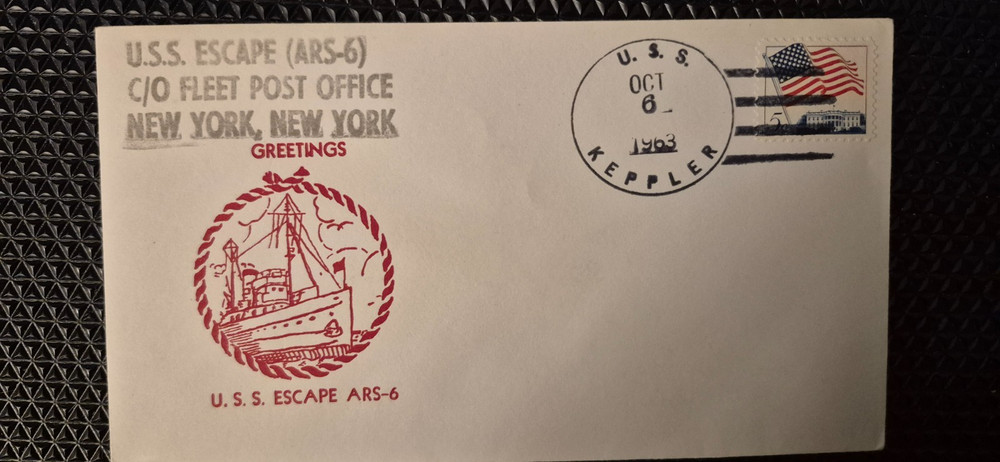 U.S.S. ESCAPE (ARS-6)
C/O FLEET POST OFFICE
NEW YORK, NEW YORK
GREETINGS
U. S. S. ESCAPE ARS-6
U. S. S.
OCT
6
1963
KEPPLER
5¢